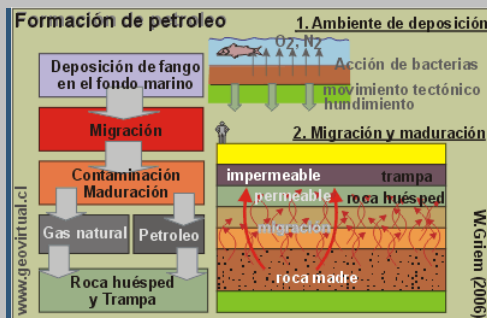 Formación de petroleo
Deposición de fango
en el fondo marino
Migración
Contaminación
Maduración
Gas natural
Petroleo
Roca huésped
y Trampa
www.geovirtual.cl
1. Ambiente de deposición
O2, N2
Acción de bacterias
movimiento tectónico
hundimiento
2. Migración y maduración
impermeable trampa
permeable roca huésped
migración
roca madre
W.Griem (2006)